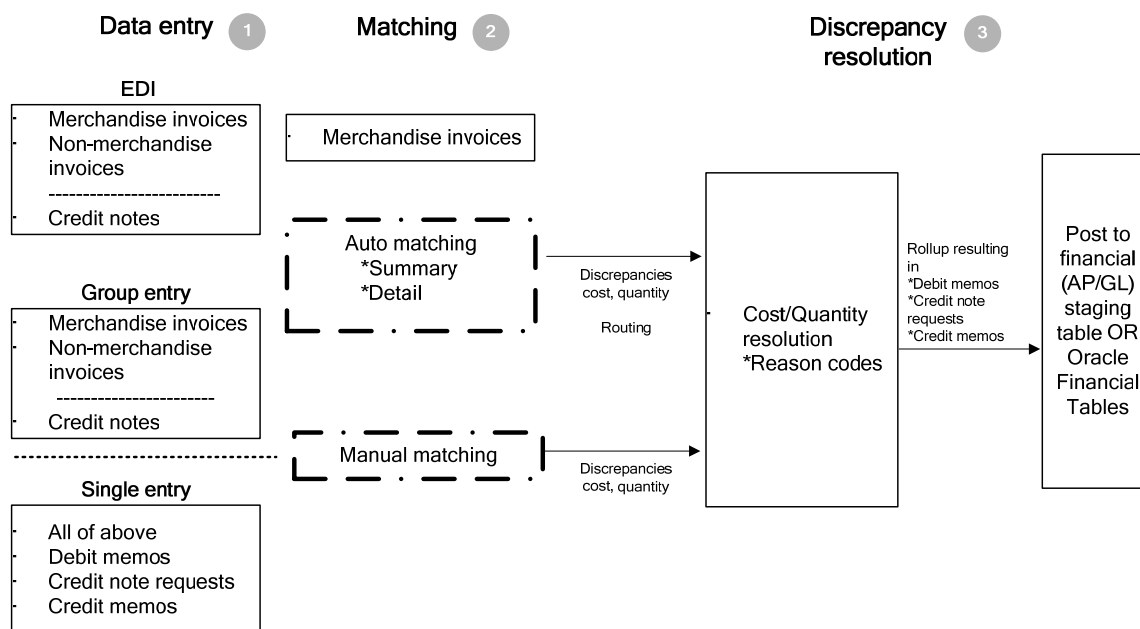 Data entry 1
EDI
Merchandise invoices
Non-merchandise
invoices
-------------------------
Credit notes
Group entry
Merchandise invoices
Non-merchandise
invoices
-----------------------
Credit notes
Single entry
All of above
Debit memos
Credit note requests
Credit memos
Matching 2
Merchandise invoices
Auto matching
*Summary
*Detail
Manual matching
Discrepancies
cost, quantity
Routing
Discrepancies
cost, quantity
Discrepancy 3
resolution
Cost/Quantity
resolution
*Reason codes
Rollup resulting
in
*Debit memos
*Credit note
requests
*Credit memos
Post to
financial
(AP/GL)
staging
table OR
Oracle
Financial
Tables